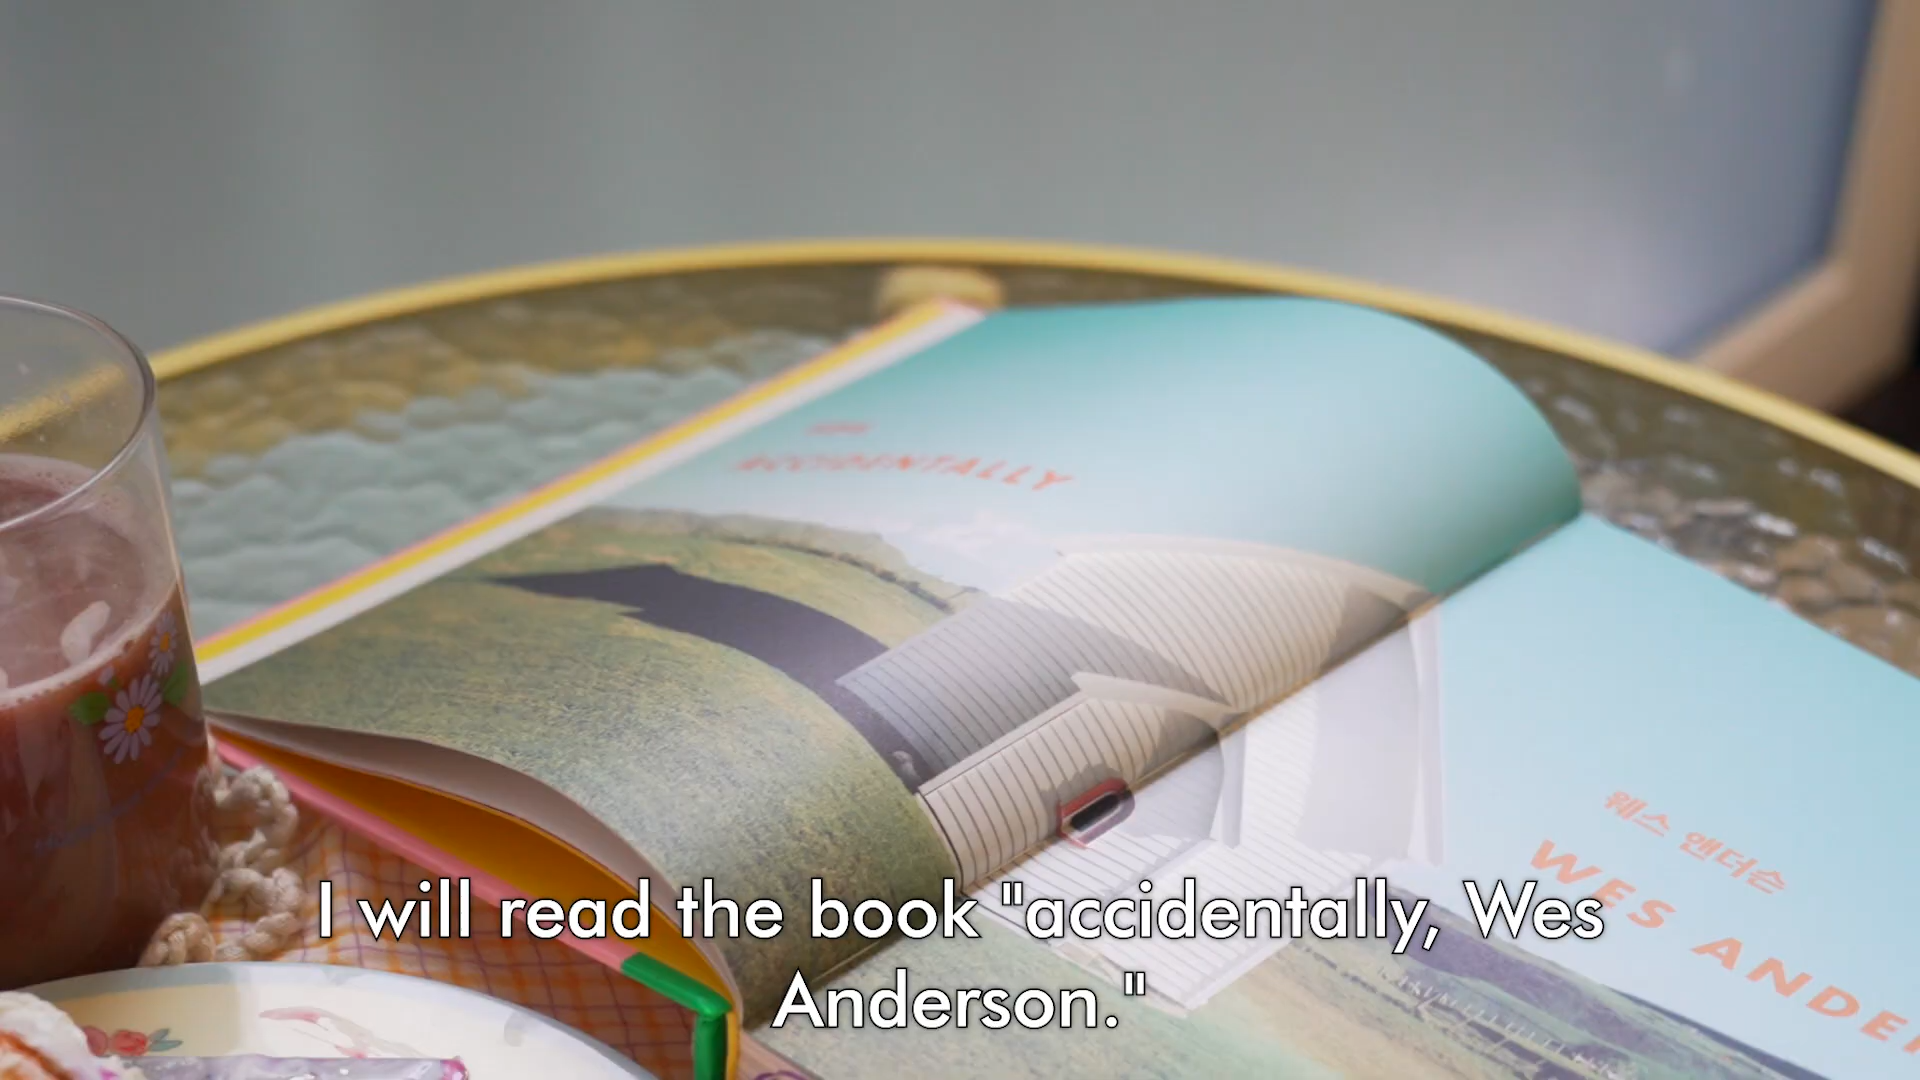 ACCIDENTALLY
웨스 앤더슨
WES ANDE
I will read the book "accidentally, Wes
Anderson."